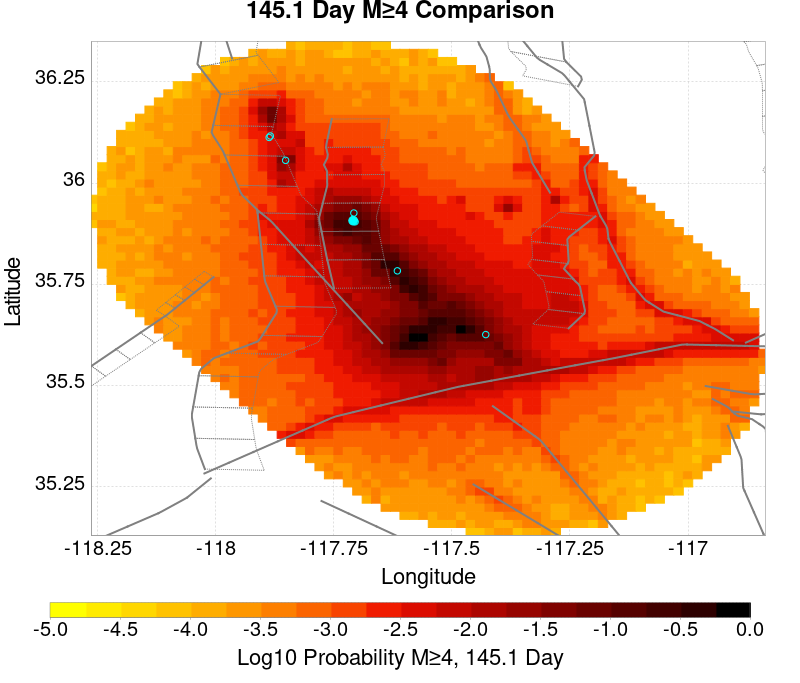 145.1 Day M≥4 Comparison
36.25
36
35.75
35.5
35.25
Latitude
-118.25 -118 -117.75 -117.5 -117.25 -117
Longitude
-5.0 -4.5 -4.0 -3.5 -3.0 -2.5 -2.0 -1.5 -1.0 -0.5 0.0
Log10 Probability M≥4, 145.1 Day